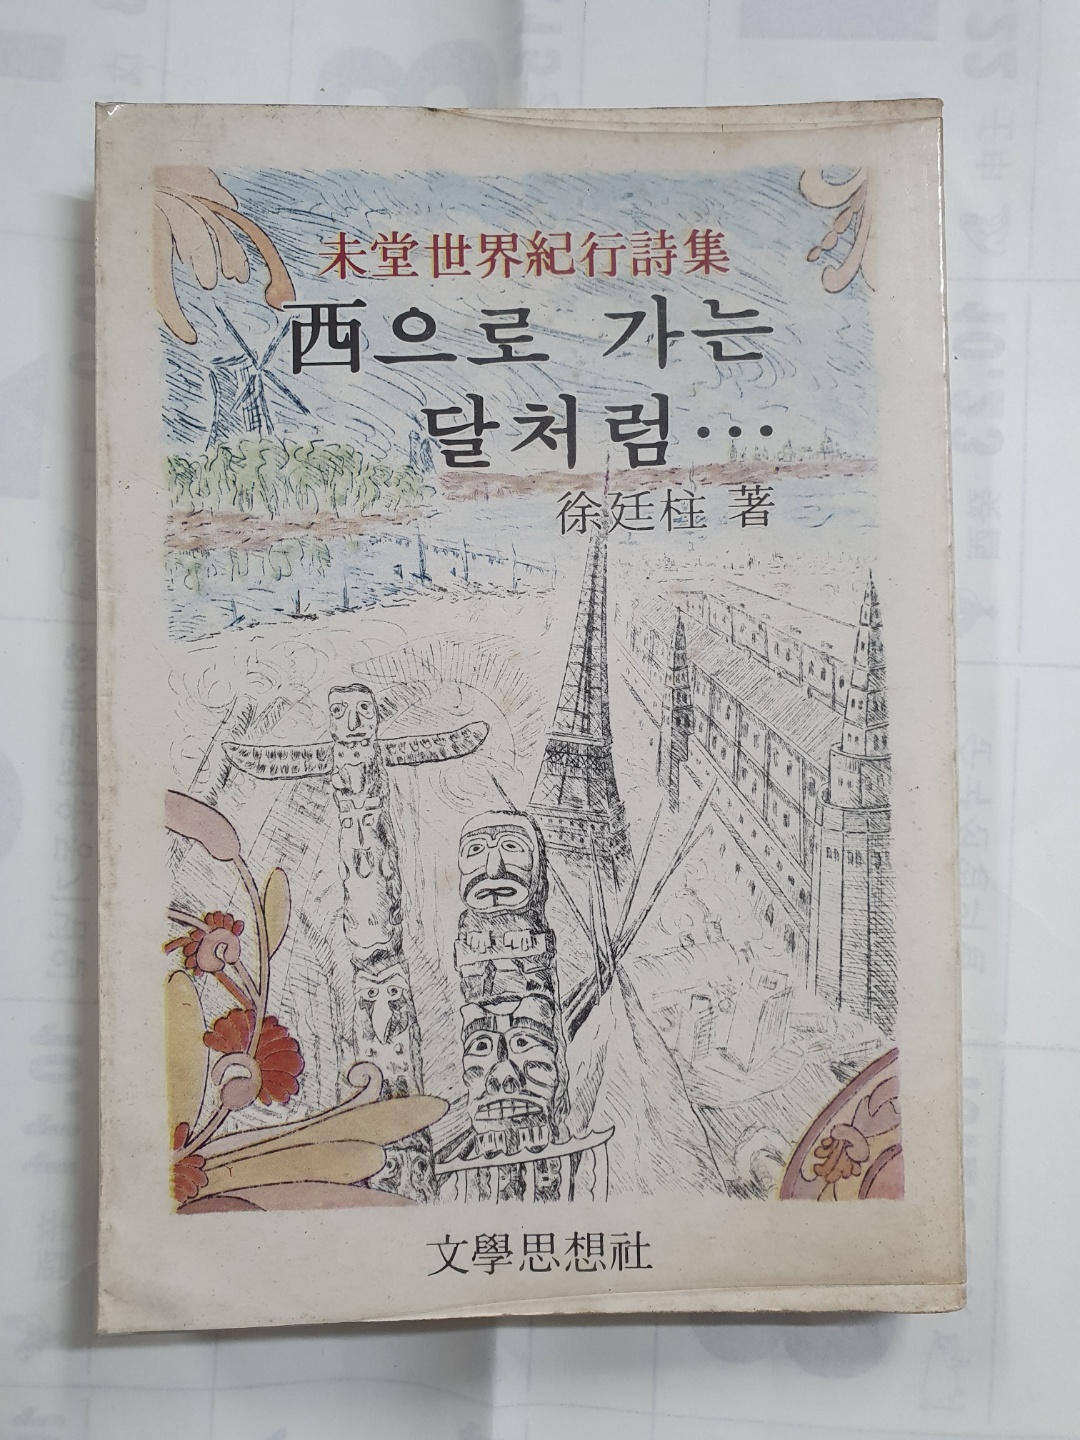 未堂世界紀行詩集
西으로 가는
달처럼…
徐廷柱 著
文學思想社